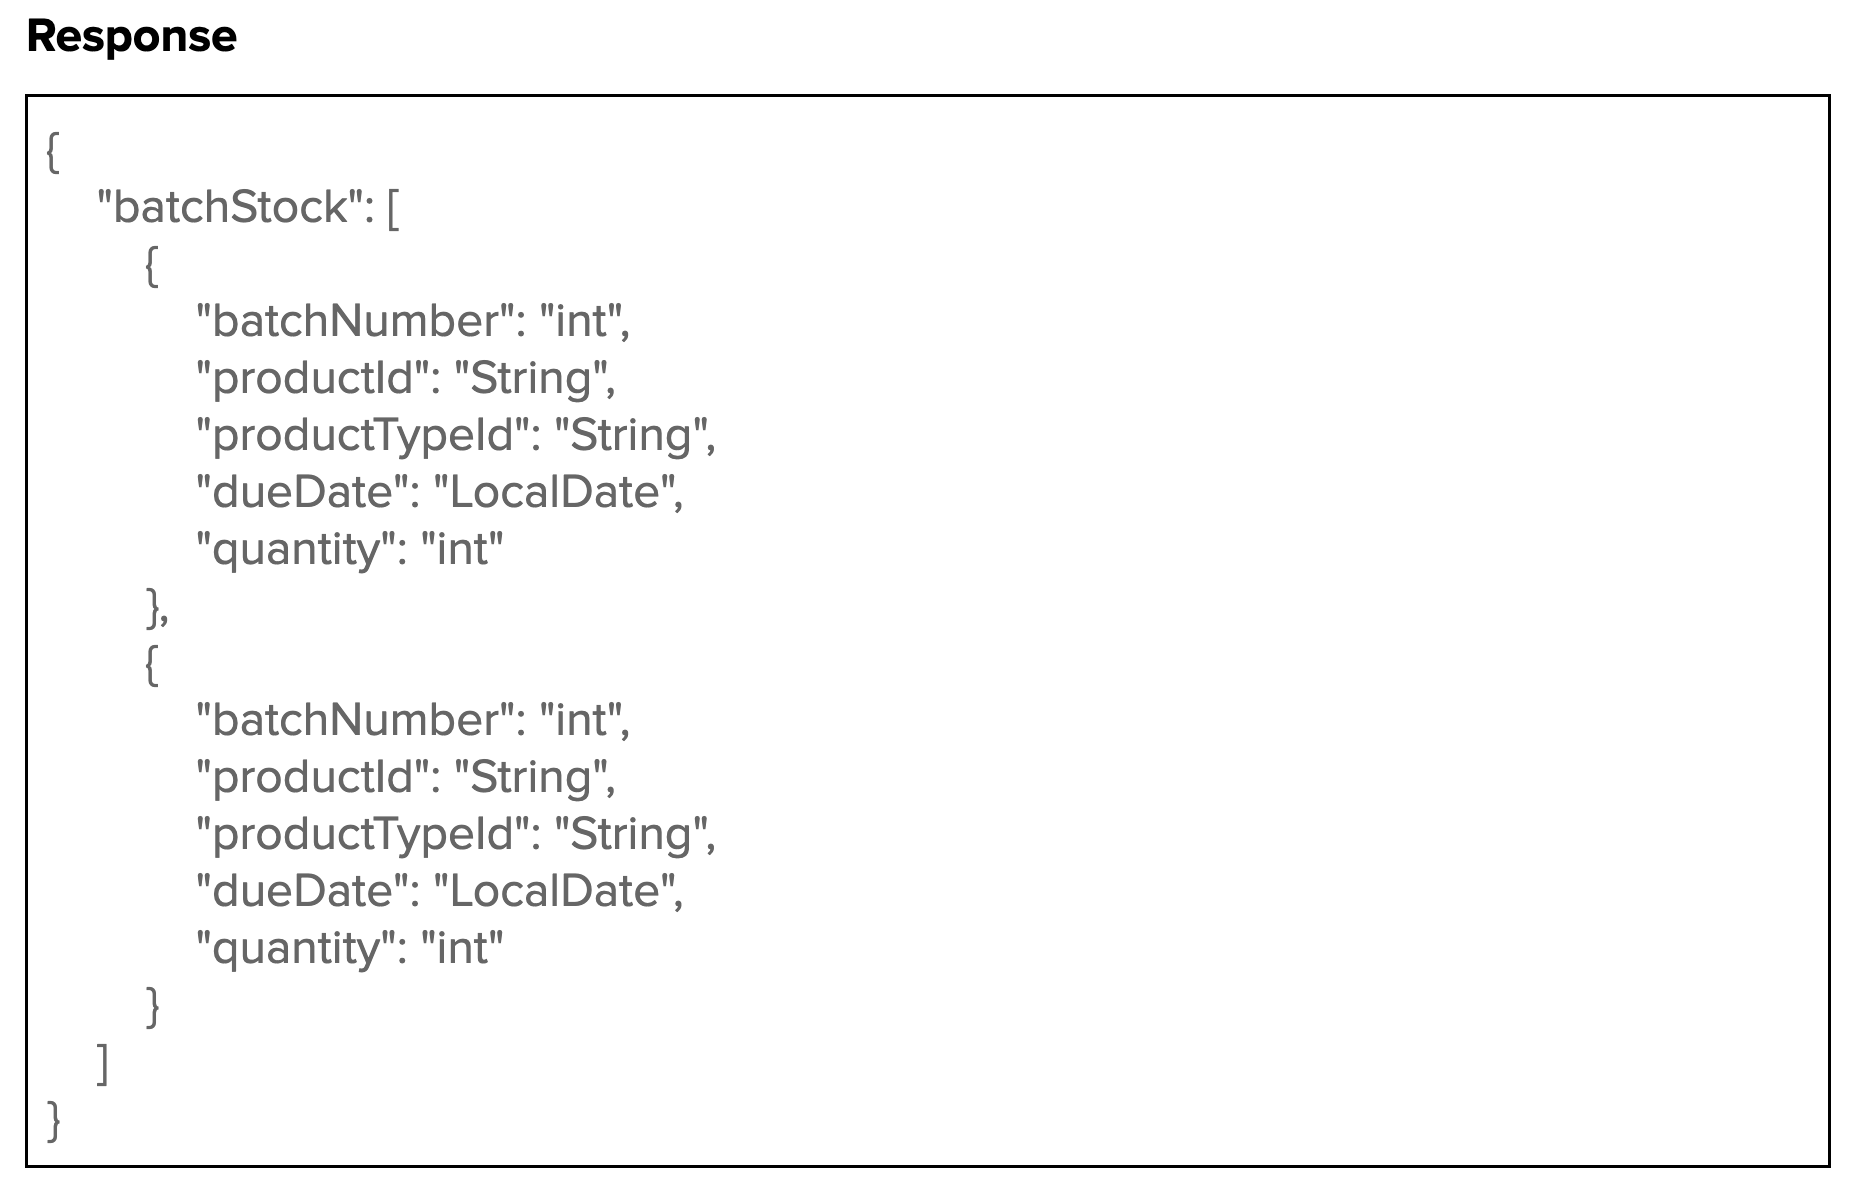 Response
{
"batchStock": [
{
"batchNumber": "int",
"productId": "String",
"productTypeId": "String",
"dueDate": "LocalDate",
"quantity": "int"
},
{
"batchNumber": "int",
"productId": "String",
"productTypeId": "String",
"dueDate": "LocalDate",
"quantity": "int"
}
]
}